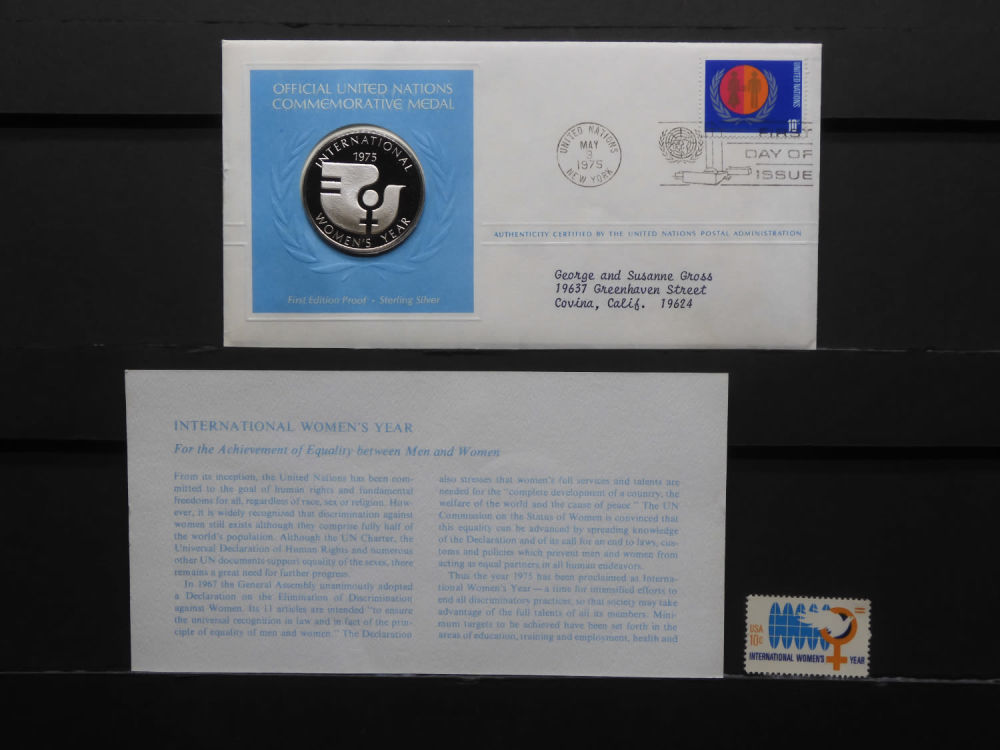 OFFICIAL UNITED NATIONS
COMMEMORATIVE MEDAL
INTERNATIONAL
1975
WOMEN'S YEAR
First Edition Proof • Sterling Silver
UNITED NATIONS
10c
UNITED NATIONS
MAY
3
1975
NEW YORK
FIRST
DAY OF
ISSUE
AUTHENTICITY CERTIFIED BY THE UNITED NATIONS POSTAL ADMINISTRATION
George and Susanne Gross
19637 Greenhaven Street
Covina, Calif. 19624
INTERNATIONAL WOMEN'S YEAR
For the Achievement of Equality between Men and Women
From its inception, the United Nations has been com-
mitted to the goal of human rights and fundamental
freedoms for all, regardless of race, sex or religion. How-
ever, it is widely recognized that discrimination against
women still exists although they comprise fully half of
the world's population. Although the UN Charter, the
Universal Declaration of Human Rights and numerous
other UN documents support equality of the sexes, there
remains a great need for further progress.
In 1967 the General Assembly unanimously adopted
a Declaration on the Elimination of Discrimination
against Women. Its 11 articles are intended "to ensure
the universal recognition in law and in fact of the prin-
ciple of equality of men and women." The Declaration
also stresses that women's full services and talents are
needed for the "complete development of a country, the
welfare of the world and the cause of peace." The UN
Commission on the Status of Women is convinced that
this equality can be advanced by spreading knowledge
of the Declaration and of its call for an end to laws, cus-
toms and policies which prevent men and women from
acting as equal partners in all human endeavors.
Thus the year 1975 has been proclaimed as Interna-
tional Women's Year — a time for intensified efforts to
end all discriminatory practices, so that society may take
advantage of the full talents of all its members. Mini-
mum targets to be achieved have been set forth in the
areas of education, training and employment, health and
USA
10c
INTERNATIONAL WOMEN'S YEAR